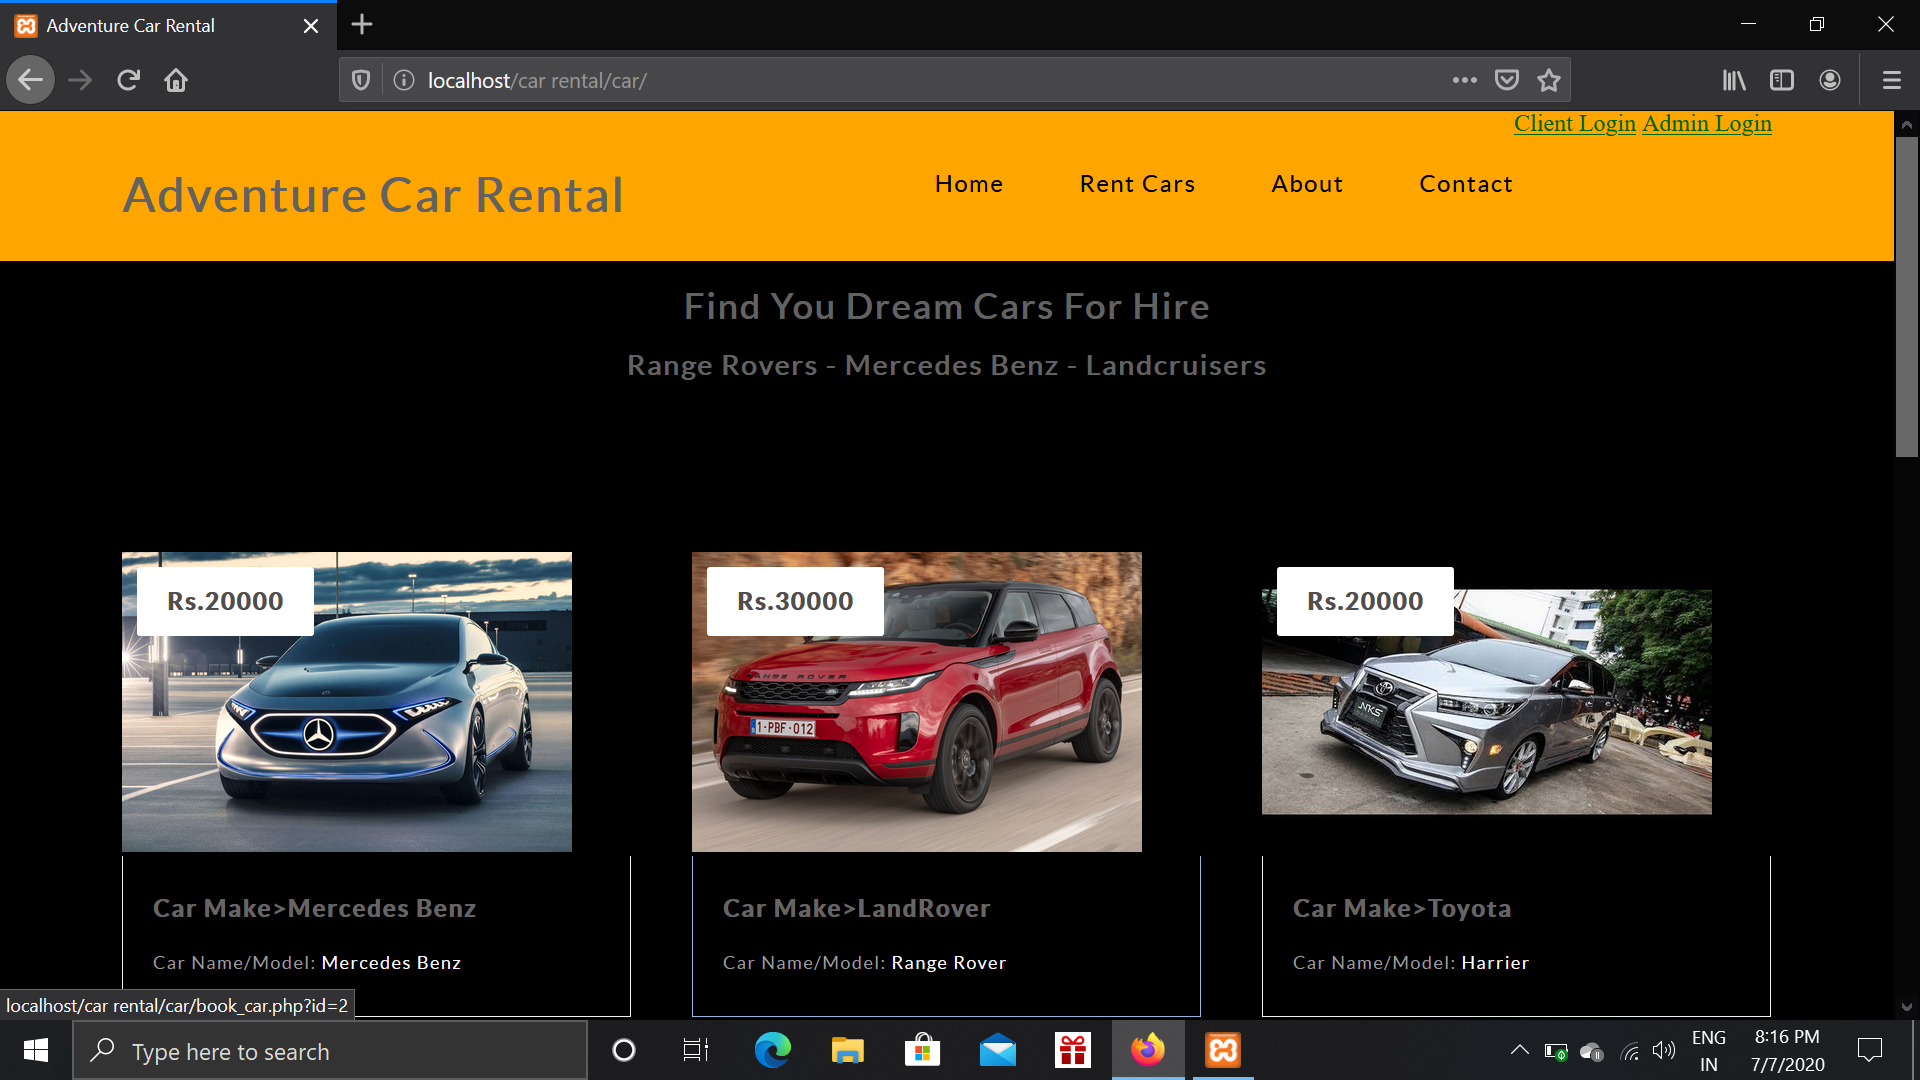 Adventure Car Rental
localhost/car rental/car/
Client Login Admin Login
Adventure Car Rental
Home Rent Cars About Contact
Find You Dream Cars For Hire
Range Rovers - Mercedes Benz - Landcruisers
Rs.20000 Rs.30000 Rs.20000
RANGE ROVER
NKS
1-PBF-012
Car Make>Mercedes Benz Car Make>LandRover Car Make>Toyota
Car Name/Model: Mercedes Benz Car Name/Model: Range Rover Car Name/Model: Harrier
localhost/car rental/car/book_car.php?id=2
Type here to search
ENG 8:16 PM
IN 7/7/2020